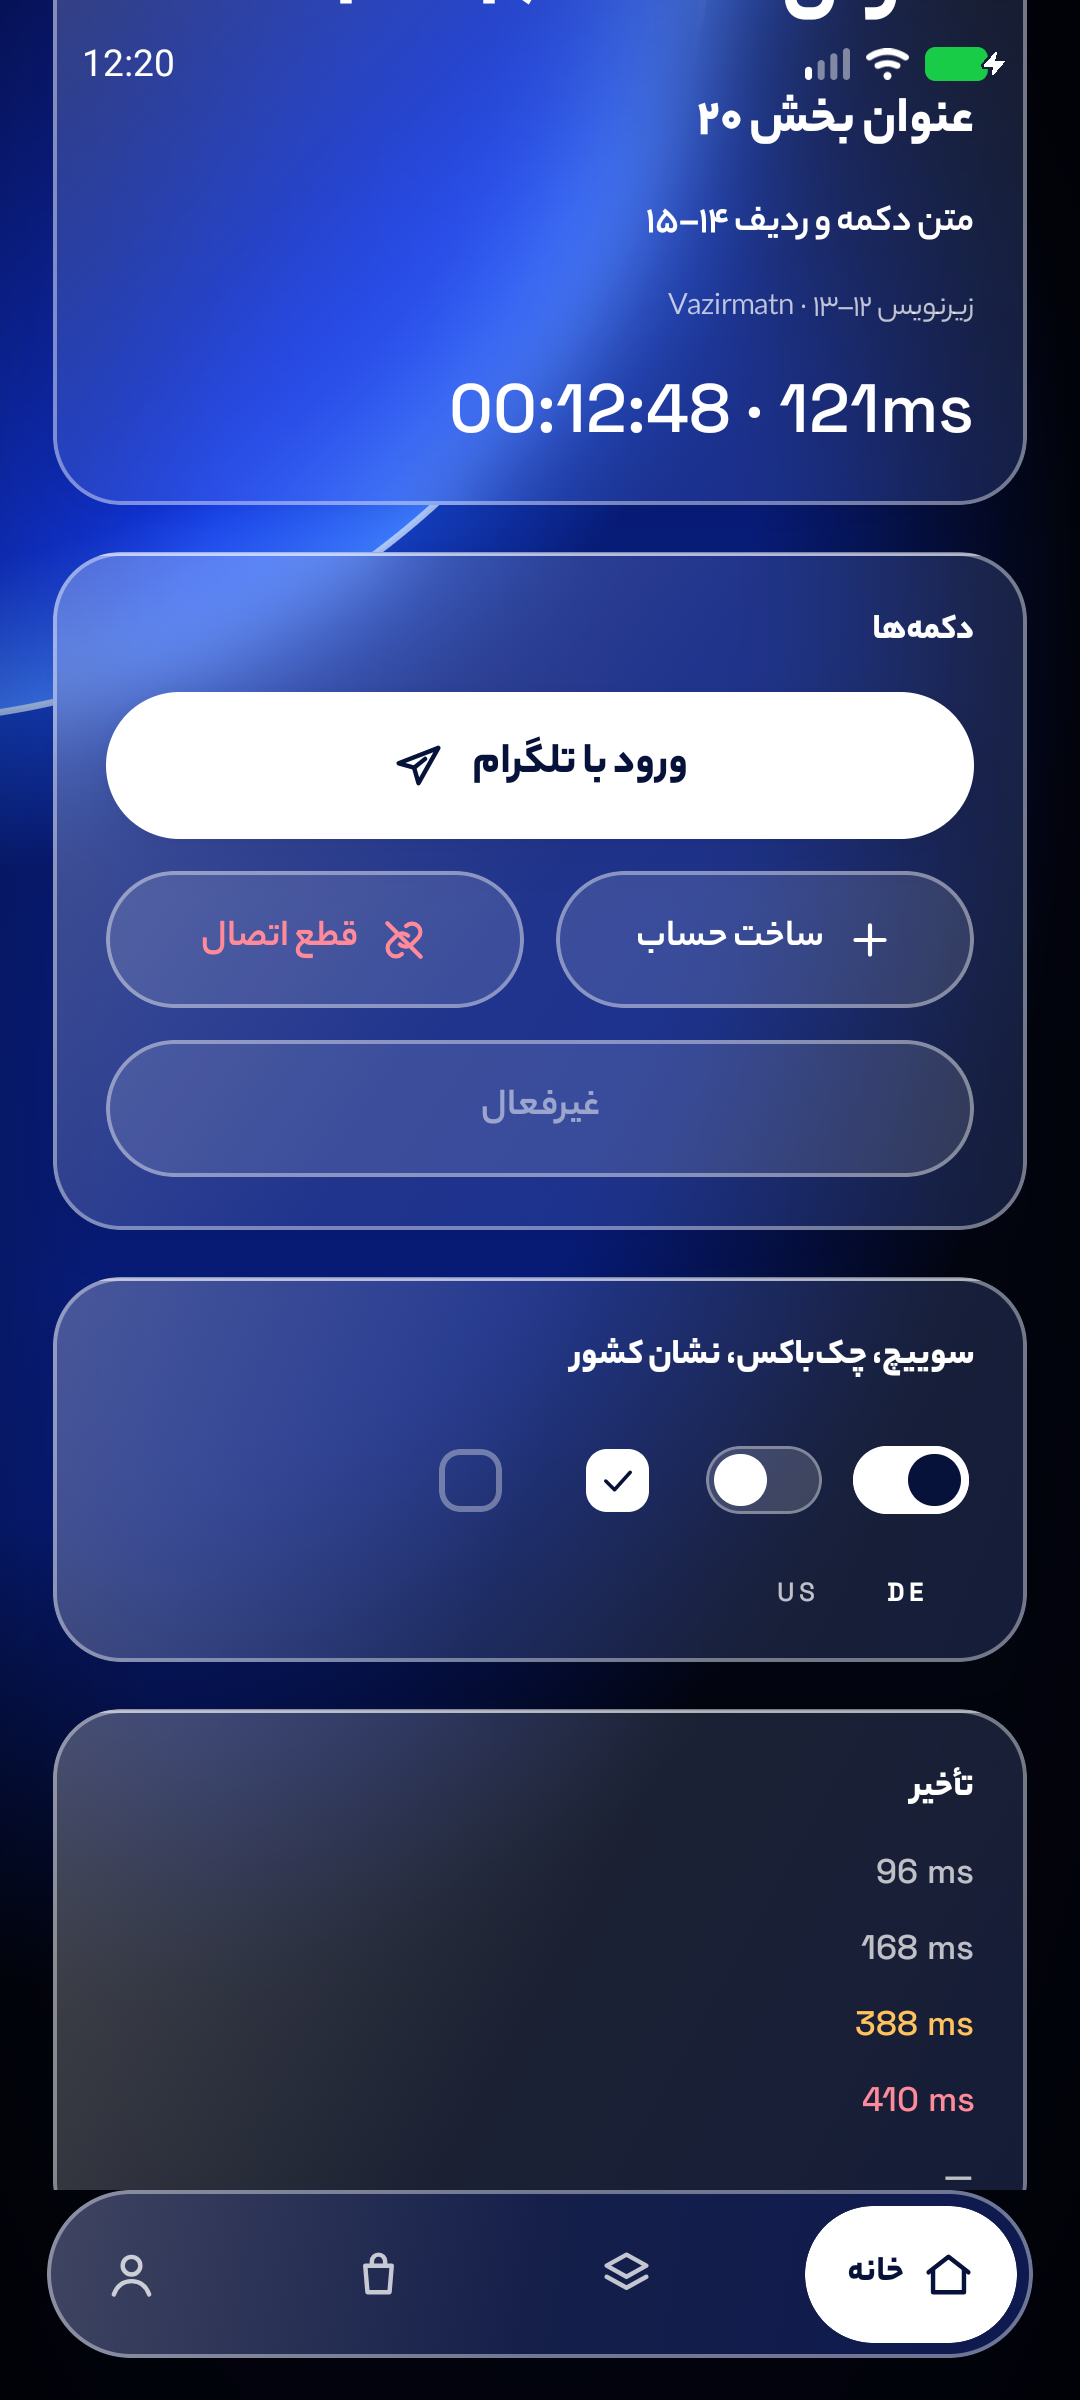 12:20
عنوان بخش ۲۰
متن دکمه و ردیف ۱۴–۱۵
زیرنویس ۱۲–۱۳ · Vazirmatn
00:12:48 · 121ms
دکمه‌ها
ورود با تلگرام
ساخت حساب
قطع اتصال
غیرفعال
سوییچ، چک‌باکس، نشان کشور
DE
US
تأخیر
96 ms
168 ms
388 ms
410 ms
—
خانه